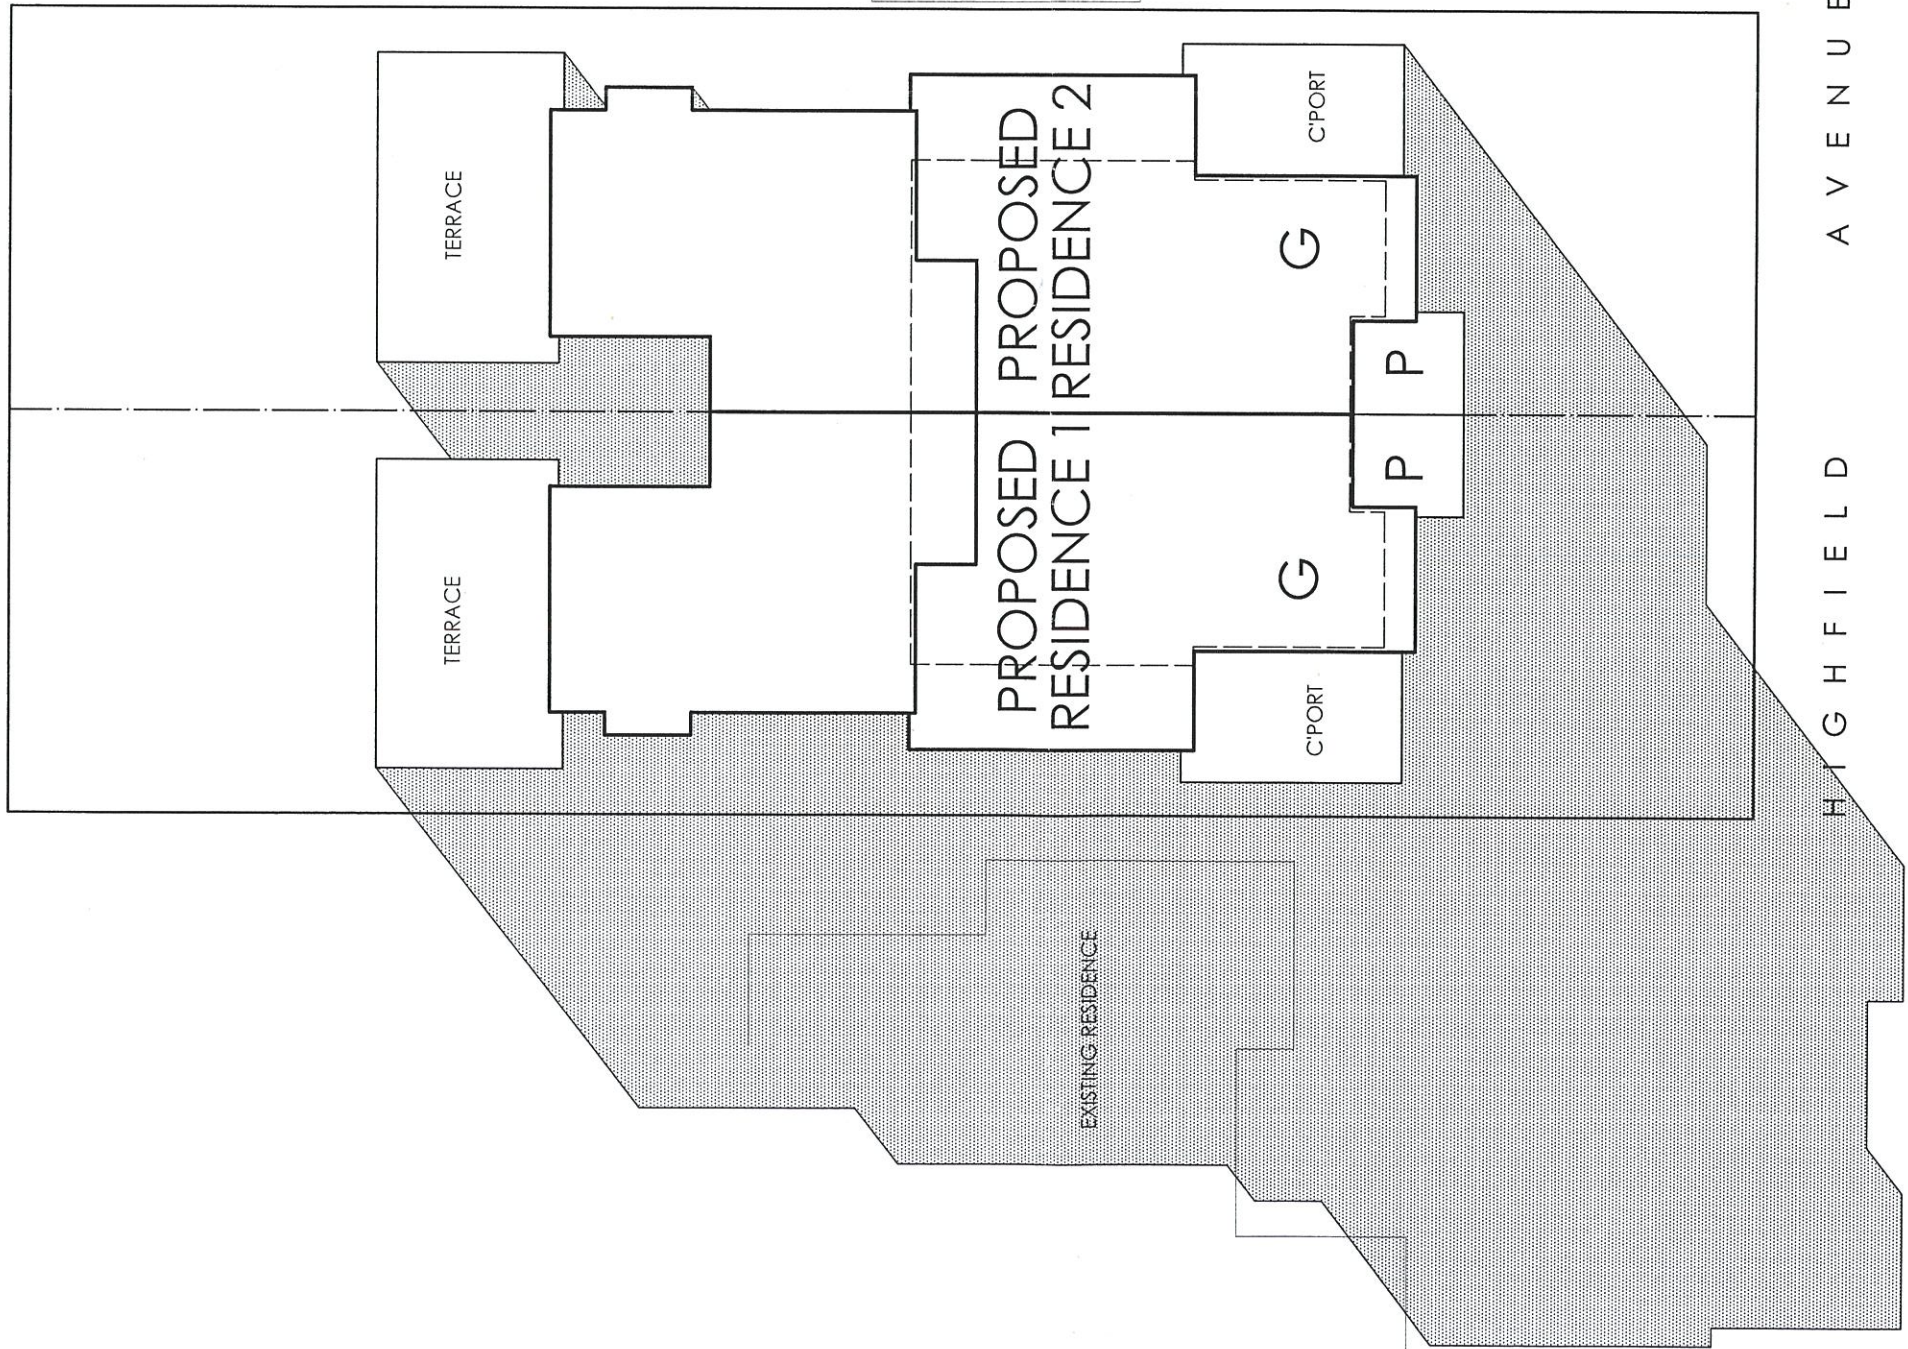 TERRACE
TERRACE
PROPOSED
RESIDENCE 1
PROPOSED
RESIDENCE 2
G
G
P
P
C'PORT
C'PORT
EXISTING RESIDENCE
HIGHFIELD AVENUE